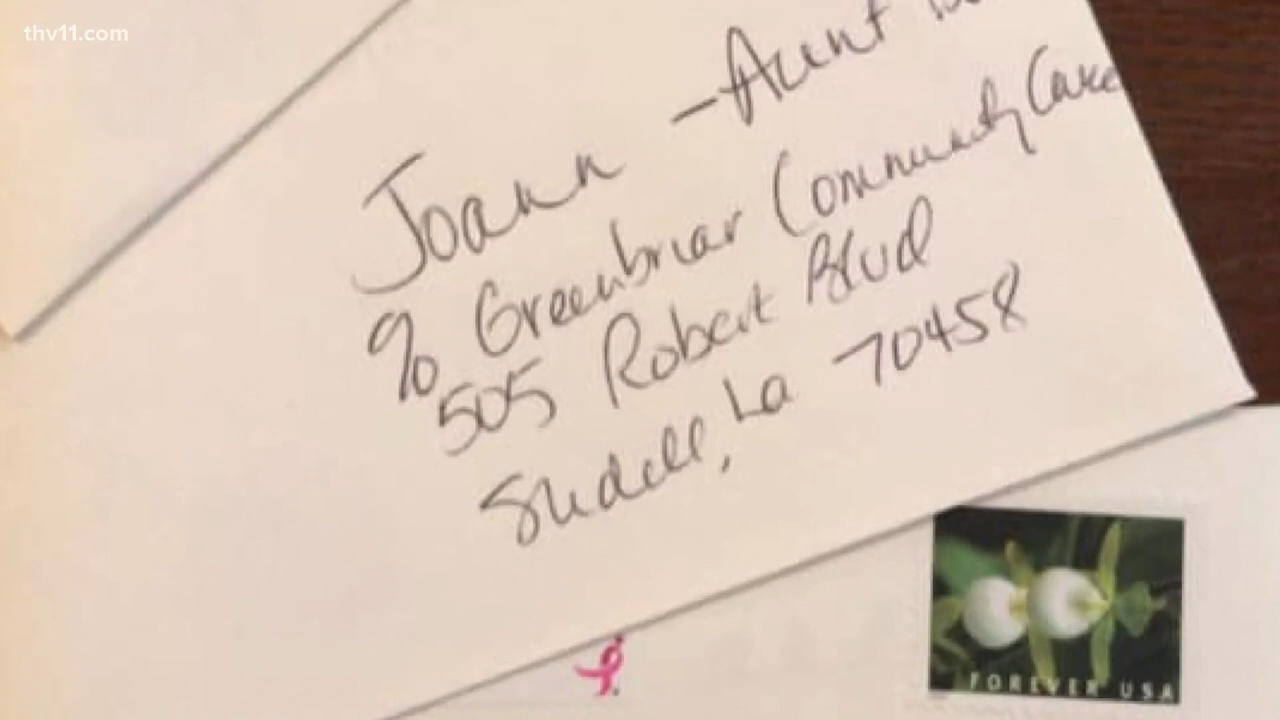 thv11.com
Joann - Aunt
% Greenbriar Community Care
505 Robert Blvd
Slidell, La 70458
FOREVER USA